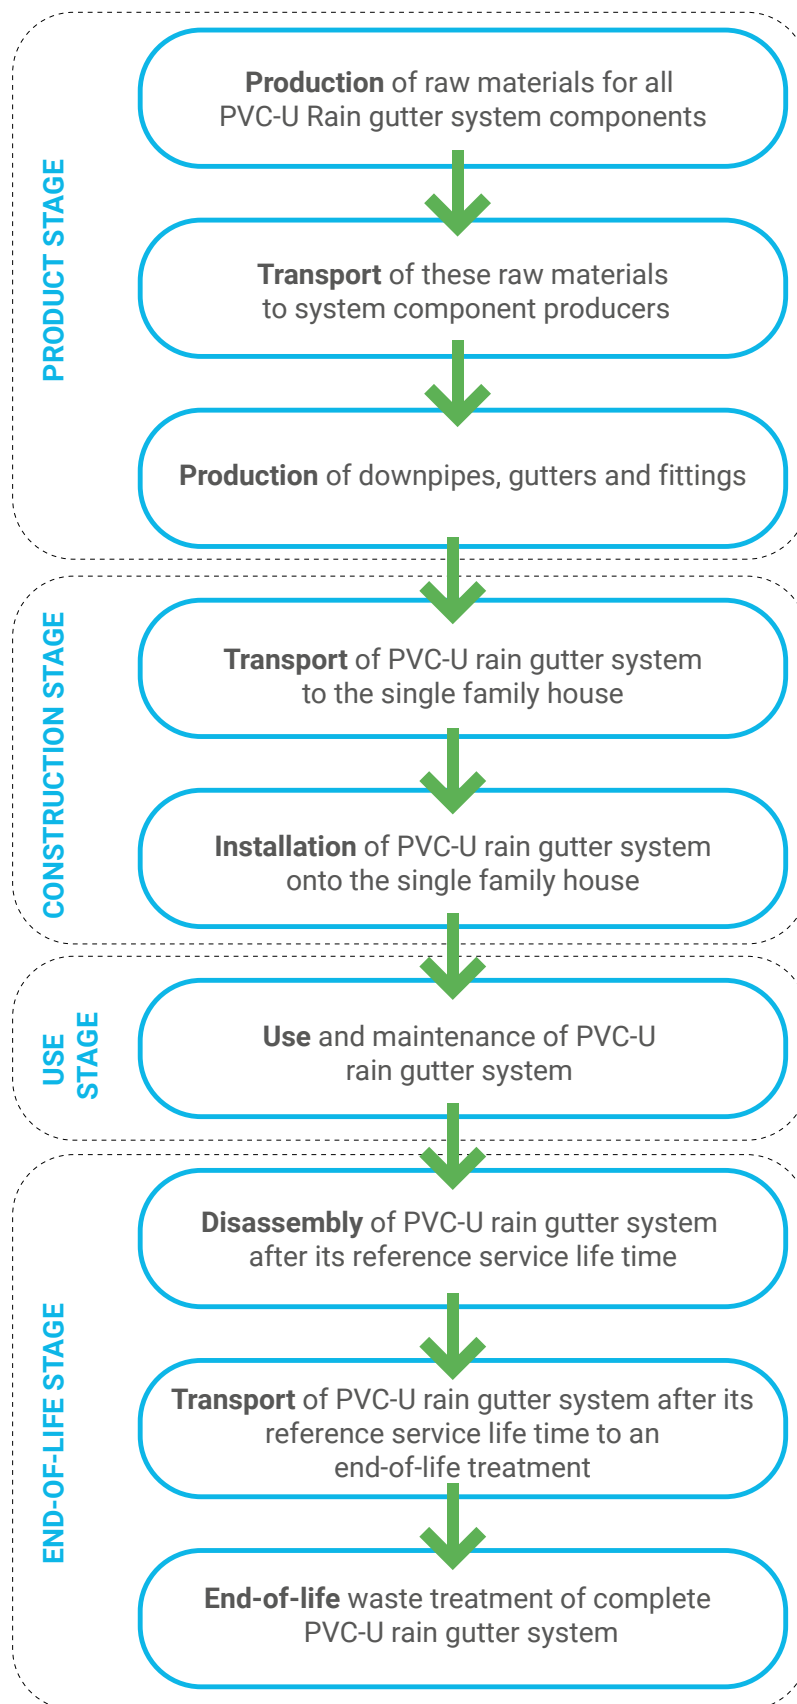 PRODUCT STAGE
Production of raw materials for all
PVC-U Rain gutter system components
Transport of these raw materials
to system component producers
Production of downpipes, gutters and fittings
CONSTRUCTION STAGE
Transport of PVC-U rain gutter system
to the single family house
Installation of PVC-U rain gutter system
onto the single family house
USE
STAGE
Use and maintenance of PVC-U
rain gutter system
END-OF-LIFE STAGE
Disassembly of PVC-U rain gutter system
after its reference service life time
Transport of PVC-U rain gutter system after its
reference service life time to an
end-of-life treatment
End-of-life waste treatment of complete
PVC-U rain gutter system